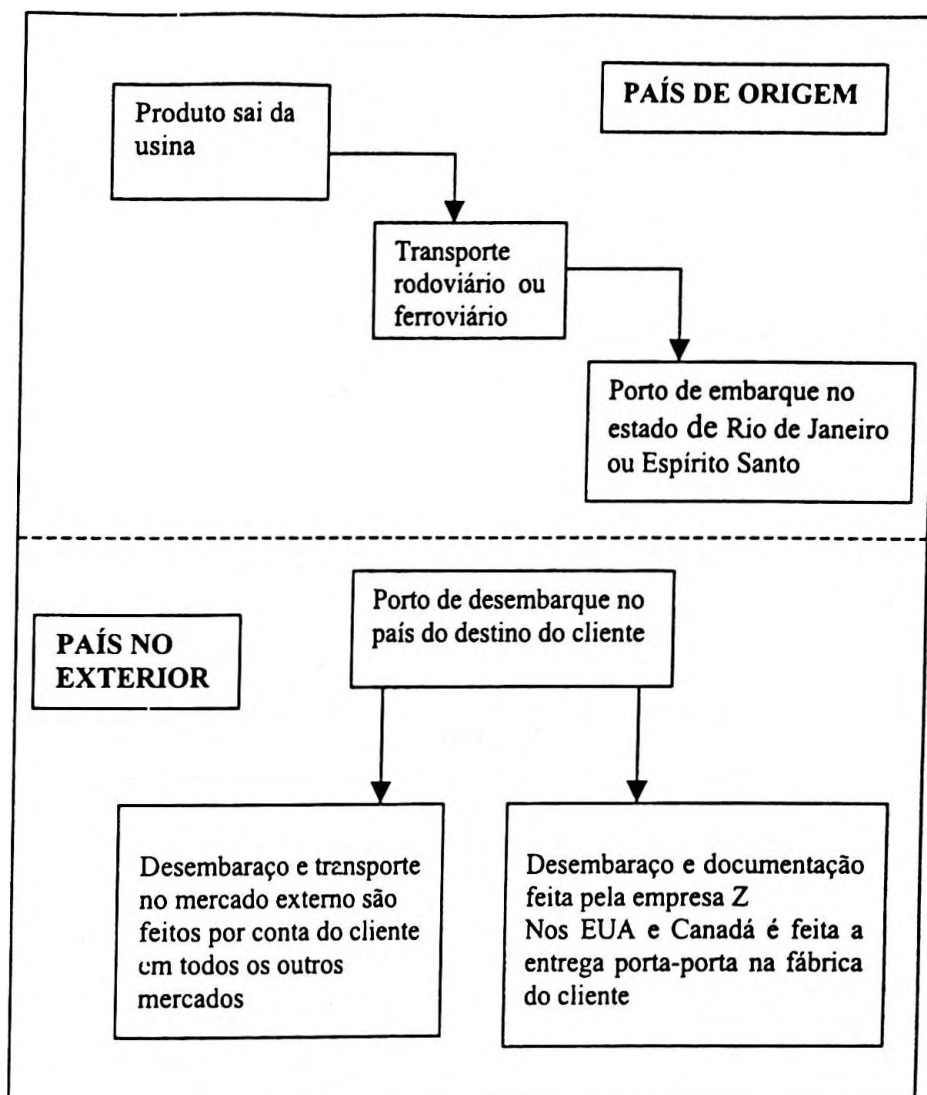 PAÍS DE ORIGEM
Produto sai da
usina
Transporte
rodoviário ou
ferroviário
Porto de embarque no
estado de Rio de Janeiro
ou Espírito Santo
Porto de desembarque no
país do destino do cliente
PAÍS NO
EXTERIOR
Desembaraço e transporte
no mercado externo são
feitos por conta do cliente
em todos os outros
mercados
Desembaraço e documentação
feita pela empresa Z
Nos EUA e Canadá é feita a
entrega porta-porta na fábrica
do cliente